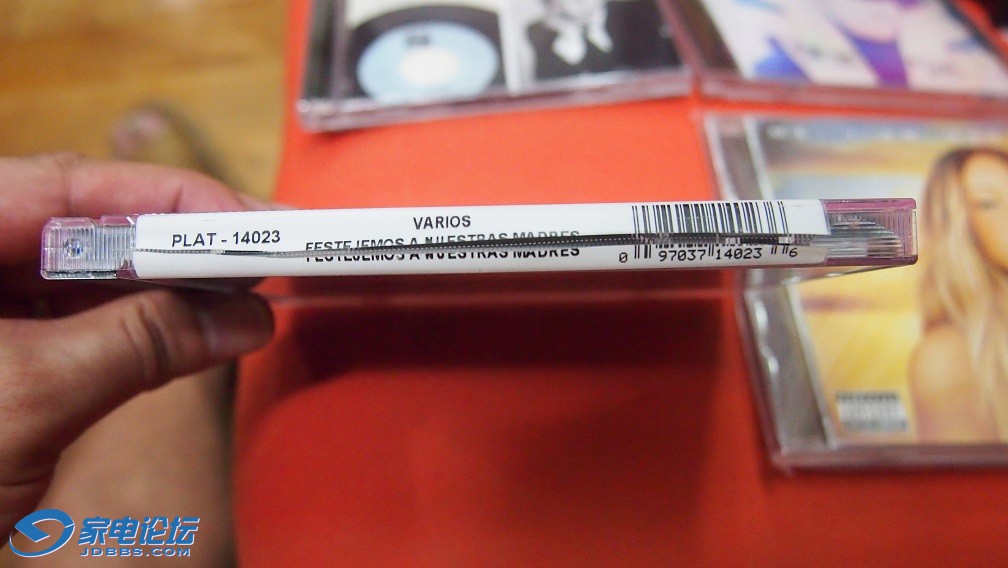 PLAT - 14023
VARIOS
FESTEJEMOS A NUESTRAS MADRES
FESTEJEMOS A NUESTRAS MADRES
0 97037 14023 6
家电论坛
JDBBS.COM